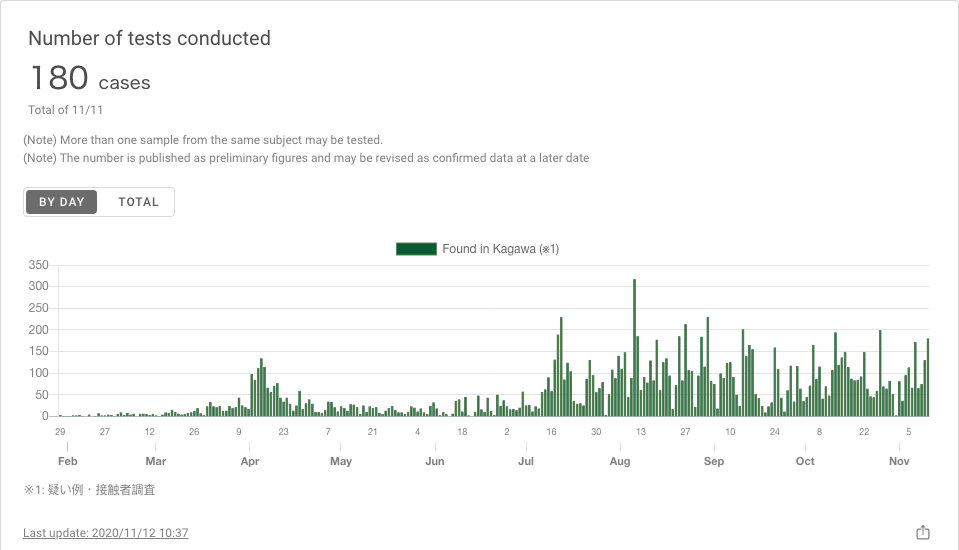 Number of tests conducted
180 cases
Total of 11/11
(Note) More than one sample from the same subject may be tested.
(Note) The number is published as preliminary figures and may be revised as confirmed data at a later date
BY DAY TOTAL
Found in Kagawa (※1)
350
300
250
200
150
100
50
0
29 27 12 26 9 23 7 21 4 18 2 16 30 13 27 10 24 8 22 5
Feb Mar Apr May Jun Jul Aug Sep Oct Nov
※1: 疑い例・接触者調査
Last update: 2020/11/12 10:37